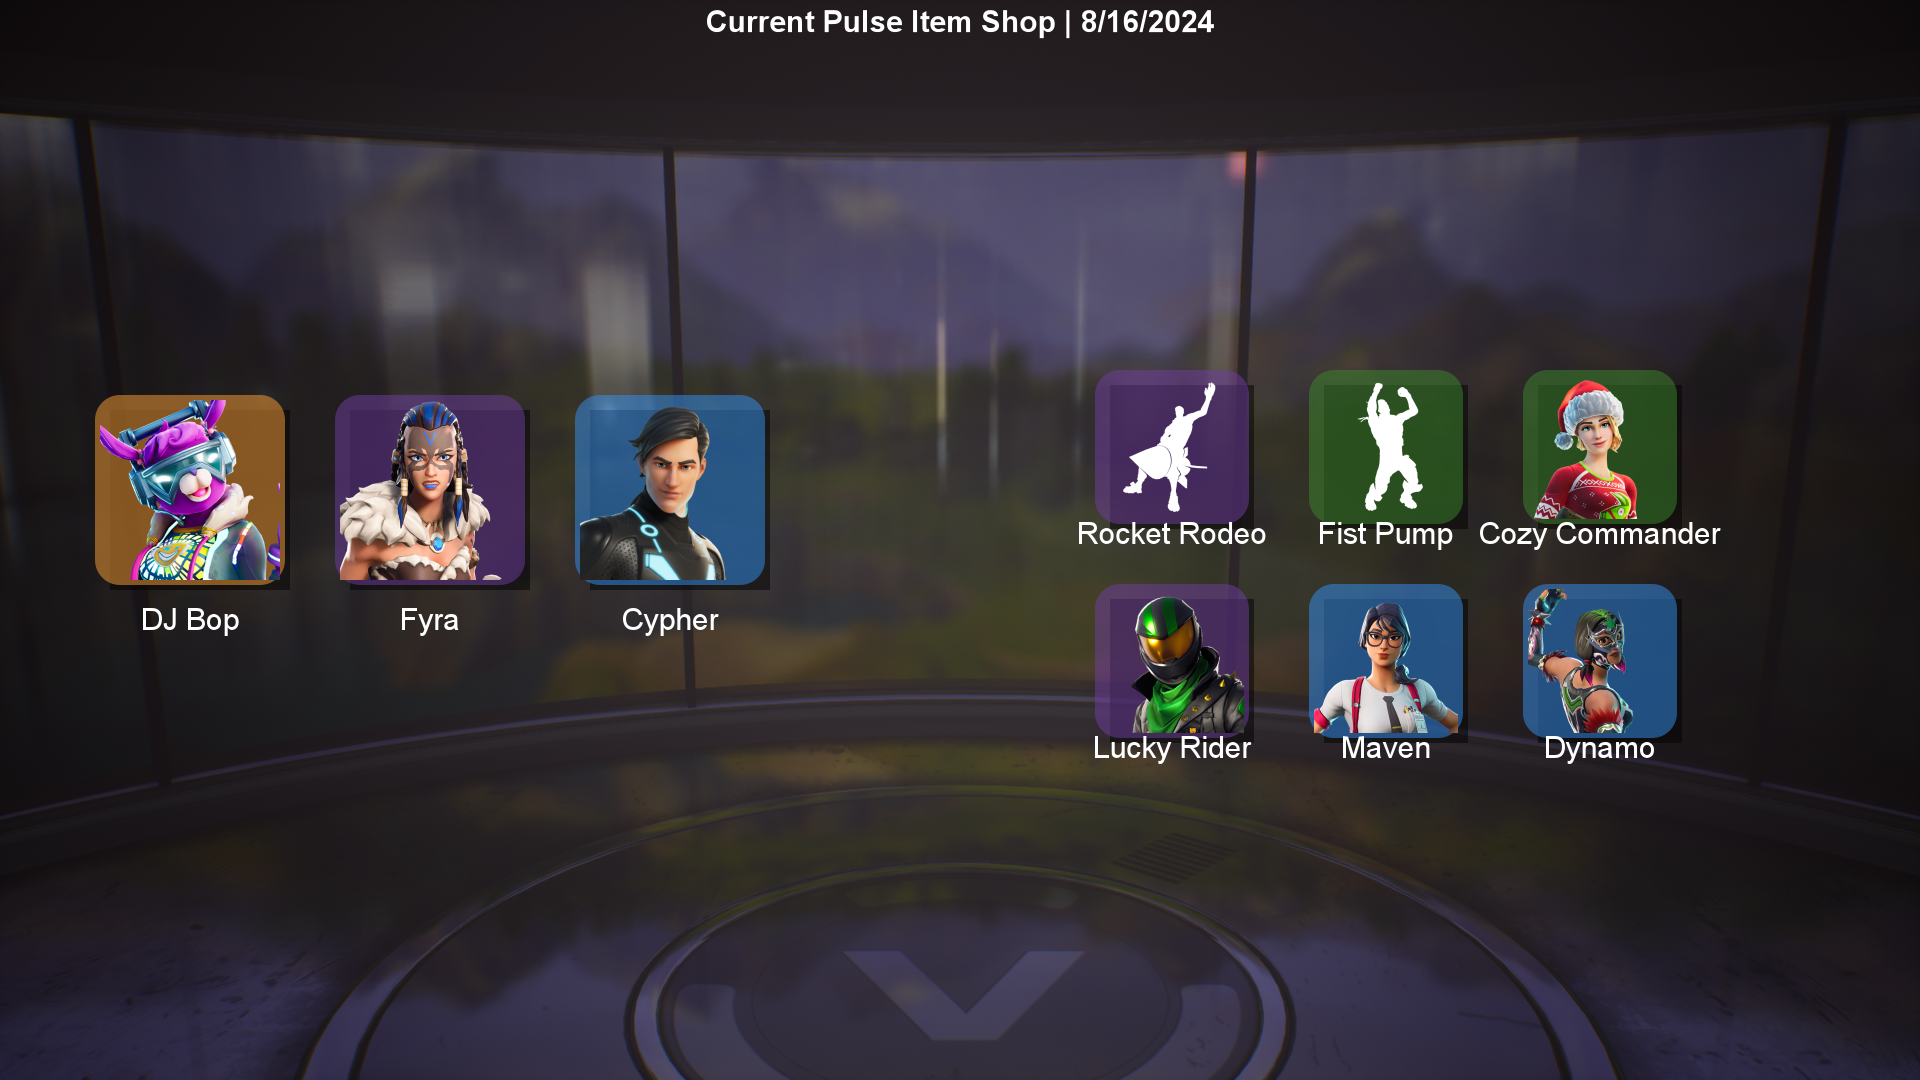 Current Pulse Item Shop | 8/16/2024
DJ Bop
Fyra
Cypher
Rocket Rodeo
Fist Pump
Cozy Commander
Lucky Rider
Maven
Dynamo